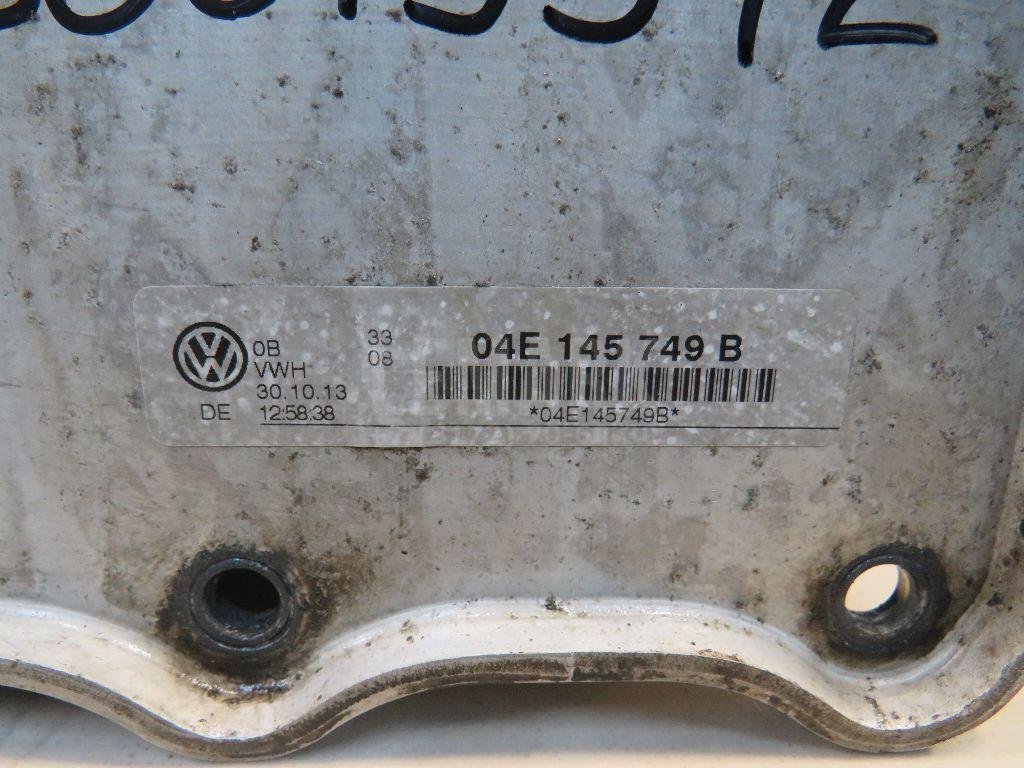 0B
VWH
30.10.13
DE 12:58:38
33
08
04E 145 749 B
*04E145749B*